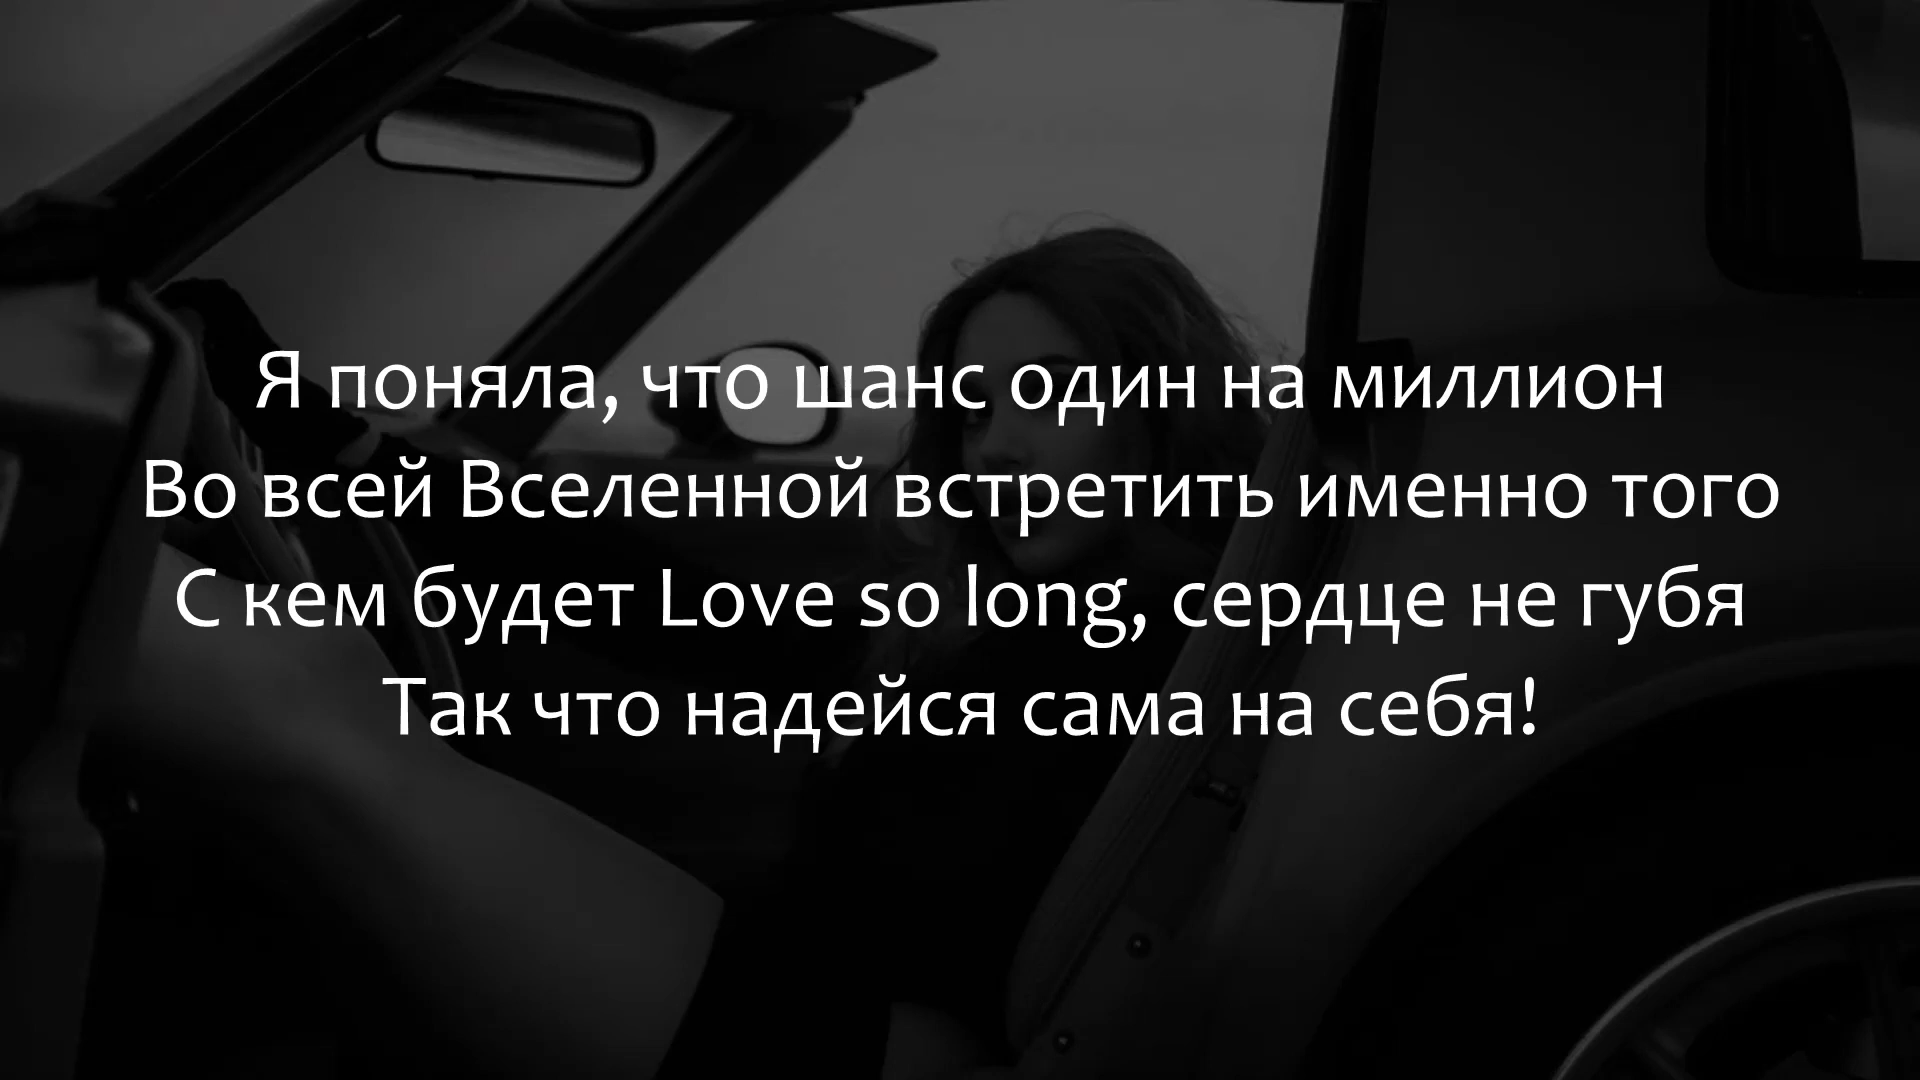 Я поняла, что шанс один на миллион
Во всей Вселенной встретить именно того
С кем будет Love so long, сердце не губя
Так что надейся сама на себя!